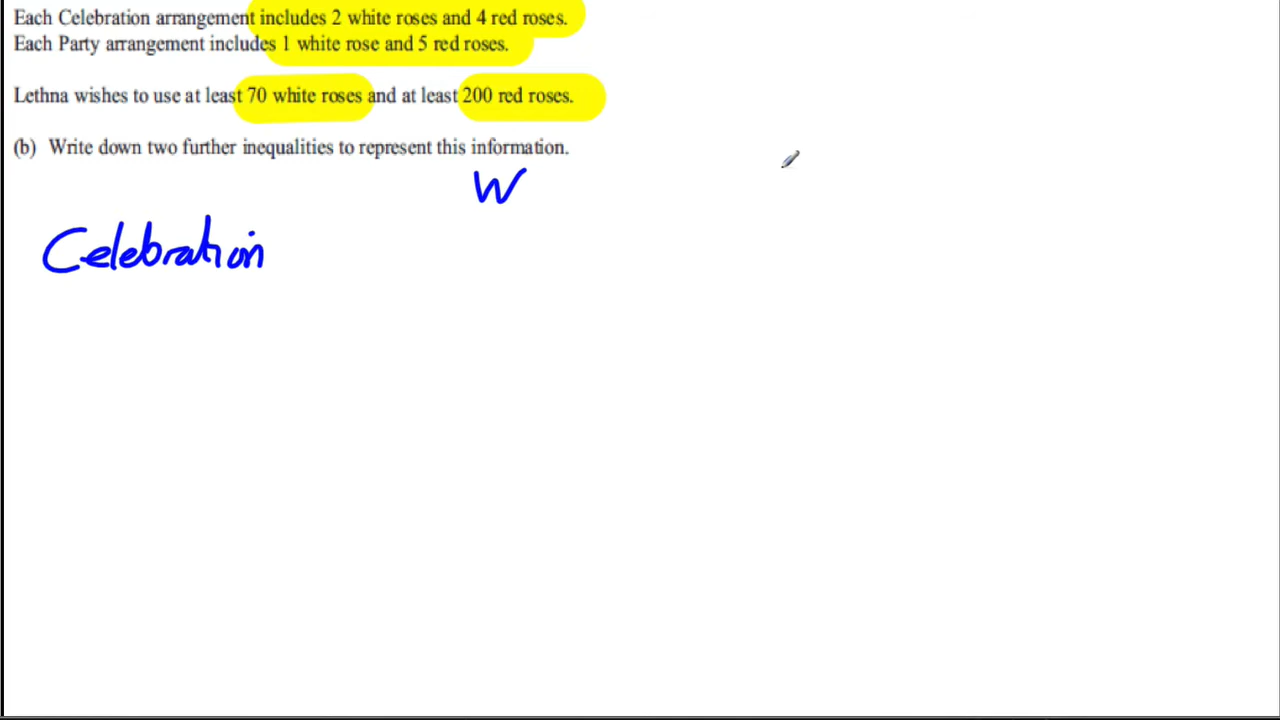 Each Celebration arrangement includes 2 white roses and 4 red roses.
Each Party arrangement includes 1 white rose and 5 red roses.
Lethna wishes to use at least 70 white roses and at least 200 red roses.
(b) Write down two further inequalities to represent this information.
W
Celebration